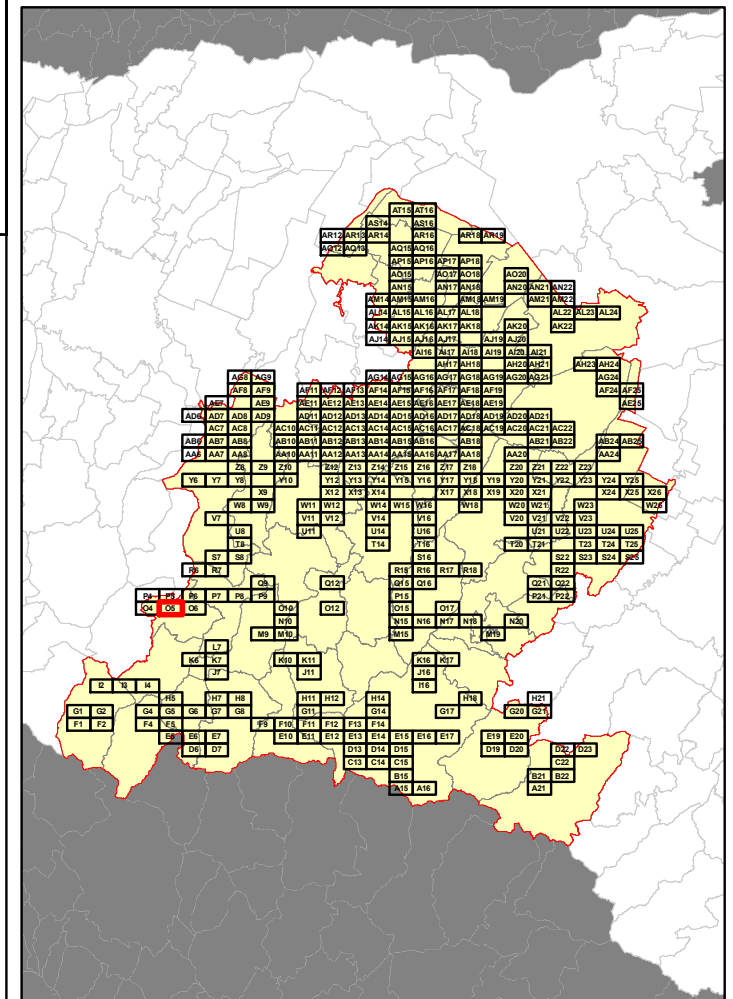 AT15 AT16
AS14 AS16
AR12 AR13 AR14 AR16 AR18 AR19
AQ12 AQ13 AQ15 AQ16
AP15 AP16 AP17 AP18
AO15 AO17 AO18 AO20
AN15 AN17 AN18 AN20 AN21 AN22
AM14 AM15 AM16 AM18 AM19 AM21 AM22
AL14 AL15 AL16 AL17 AL18 AL22 AL23 AL24
AK14 AK15 AK16 AK17 AK18 AK20 AK22
AJ14 AJ15 AJ16 AJ17 AJ19 AJ20
AI16 AI17 AI18 AI19 AI20 AI21
AH17 AH18 AH20 AH21 AH23 AH24
AG8 AG9 AG14 AG15 AG16 AG17 AG18 AG19 AG20 AG21 AG24
AF8 AF9 AF11 AF12 AF13 AF14 AF15 AF16 AF17 AF18 AF19 AF24 AF25
AE7 AE9 AE11 AE12 AE13 AE14 AE15 AE16 AE17 AE18 AE19 AE25
AD6 AD7 AD8 AD9 AD11 AD12 AD13 AD14 AD15 AD16 AD17 AD18 AD19 AD20 AD21
AC7 AC8 AC10 AC11 AC12 AC13 AC14 AC15 AC16 AC17 AC18 AC19 AC20 AC21 AC22
AB6 AB7 AB8 AB10 AB11 AB12 AB13 AB14 AB15 AB16 AB18 AB21 AB22 AB24 AB25
AA6 AA7 AA8 AA10 AA11 AA12 AA13 AA14 AA15 AA16 AA17 AA18 AA20 AA24
Z8 Z9 Z10 Z12 Z13 Z14 Z15 Z16 Z17 Z18 Z20 Z21 Z22 Z23
Y6 Y7 Y8 Y10 Y12 Y13 Y14 Y15 Y16 Y17 Y18 Y19 Y20 Y21 Y22 Y23 Y24 Y25
X9 X12 X13 X14 X17 X18 X19 X20 X21 X24 X25 X26
W8 W9 W11 W12 W14 W15 W16 W18 W20 W21 W23 W26
V7 V11 V12 V14 V16 V20 V21 V22 V23
U8 U11 U14 U16 U21 U22 U23 U24 U25
T8 T14 T16 T20 T21 T23 T24 T25
S7 S8 S16 S22 S23 S24 S25
R6 R7 R15 R16 R17 R18 R22
Q9 Q12 Q15 Q16 Q21 Q22
P4 P5 P6 P7 P8 P9 P15 P21 P22
O4 O5 O6 O10 O12 O15 O17
N10 N15 N16 N17 N18 N20
M9 M10 M15 M19
L7
K6 K7 K10 K11 K16 K17
J7 J11 J16
I2 I3 I4 I16
H5 H7 H8 H11 H12 H14 H18 H21
G1 G2 G4 G5 G6 G7 G8 G11 G17 G20 G21
F1 F2 F4 F5 F9 F10 F11 F12 F13 F14
E5 E6 E7 E10 E11 E12 E13 E14 E15 E16 E17 E19 E20
D6 D7 D13 D14 D15 D19 D20 D22 D23
C13 C14 C15 C22
B15 B21 B22
A15 A16 A21